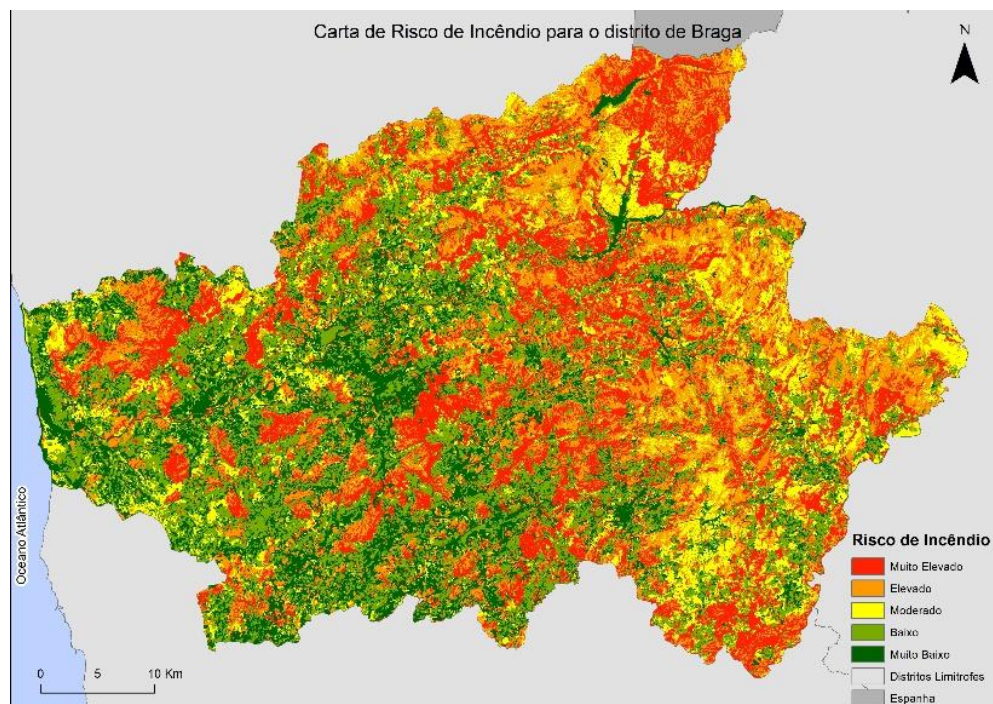 Carta de Risco de Incêndio para o distrito de Braga
N
Oceano Atlântico
Risco de Incêndio
Muito Elevado
Elevado
Moderado
Baixo
Muito Baixo
Distritos Limítrofes
Espanha
0 5 10 Km